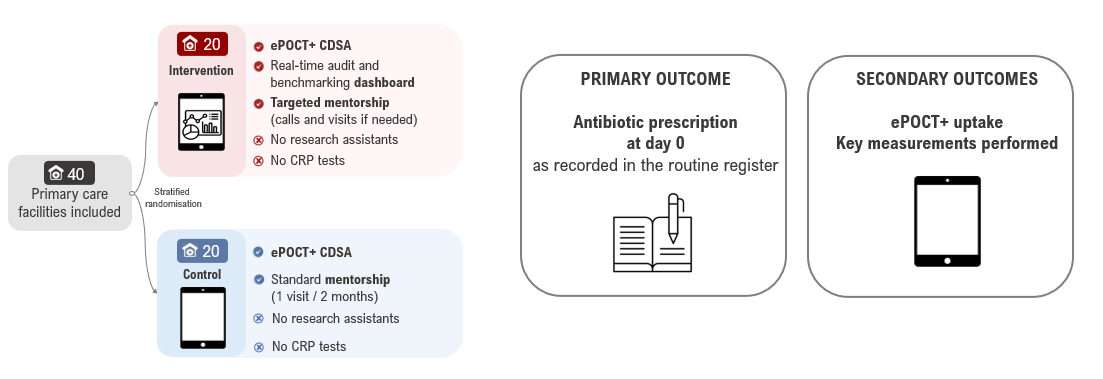 40
Primary care
facilities included
Stratified
randomisation
20
Intervention
ePOCT+ CDSA
Real-time audit and
benchmarking dashboard
Targeted mentorship
(calls and visits if needed)
No research assistants
No CRP tests
20
Control
ePOCT+ CDSA
Standard mentorship
(1 visit / 2 months)
No research assistants
No CRP tests
PRIMARY OUTCOME
Antibiotic prescription
at day 0
as recorded in the routine register
SECONDARY OUTCOMES
ePOCT+ uptake
Key measurements performed